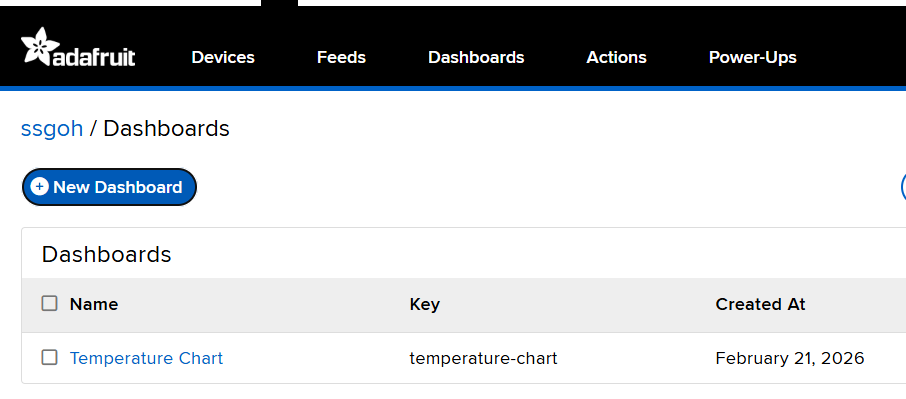 adafruit Devices Feeds Dashboards Actions Power-Ups
ssgoh / Dashboards
New Dashboard
Dashboards
Name Key Created At
Temperature Chart temperature-chart February 21, 2026